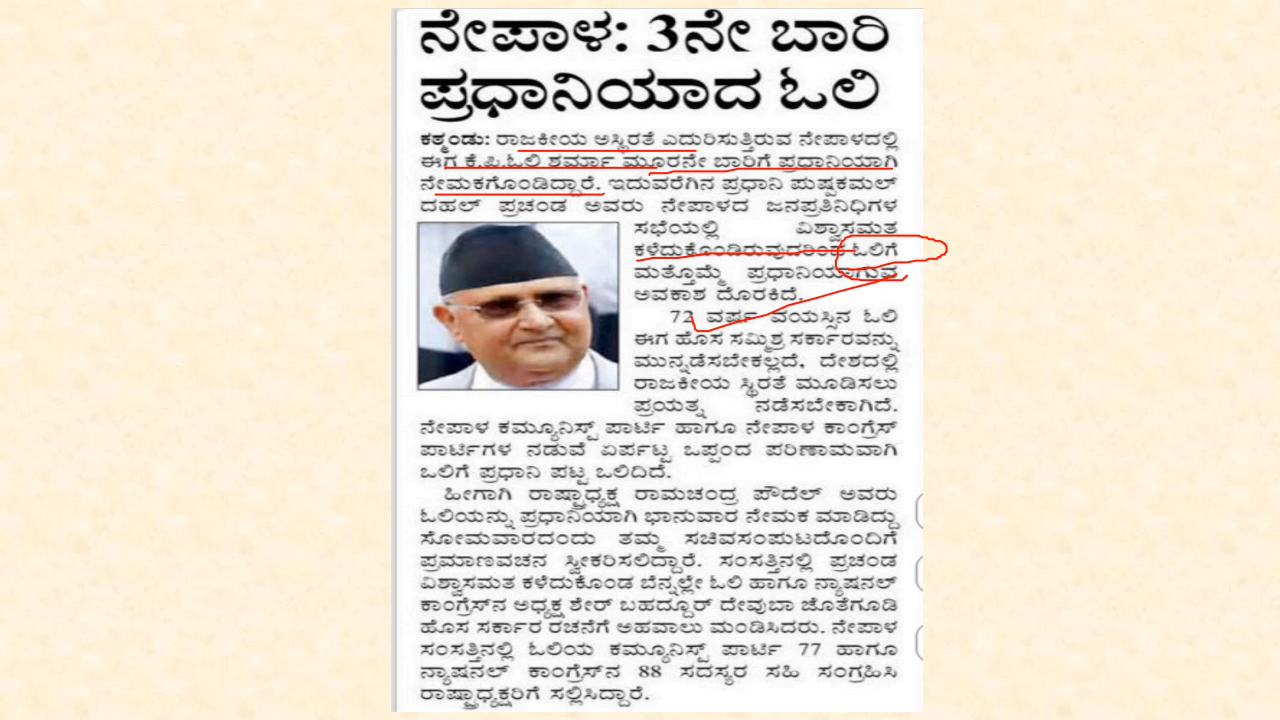 ನೇಪಾಳ: 3ನೇ ಬಾರಿ
ಪ್ರಧಾನಿಯಾದ ಓಲಿ
ಕಠ್ಮಂಡು: ರಾಜಕೀಯ ಅಸ್ಥಿರತೆ ಎದುರಿಸುತ್ತಿರುವ ನೇಪಾಳದಲ್ಲಿ
ಈಗ ಕೆ.ಪಿ.ಓಲಿ ಶರ್ಮಾ ಮೂರನೇ ಬಾರಿಗೆ ಪ್ರಧಾನಿಯಾಗಿ
ನೇಮಕಗೊಂಡಿದ್ದಾರೆ. ಇದುವರೆಗಿನ ಪ್ರಧಾನಿ ಪುಷ್ಪಕಮಲ್
ದಹಲ್ ಪ್ರಚಂಡ ಅವರು ನೇಪಾಳದ ಜನಪ್ರತಿನಿಧಿಗಳ
ಸಭೆಯಲ್ಲಿ ವಿಶ್ವಾಸಮತ
ಕಳೆದುಕೊಂಡಿರುವುದರಿಂದ ಓಲಿಗೆ
ಮತ್ತೊಮ್ಮೆ ಪ್ರಧಾನಿಯಾಗುವ
ಅವಕಾಶ ದೊರಕಿದೆ.
72 ವರ್ಷ ವಯಸ್ಸಿನ ಓಲಿ
ಈಗ ಹೊಸ ಸಮ್ಮಿಶ್ರ ಸರ್ಕಾರವನ್ನು
ಮುನ್ನಡೆಸಬೇಕಲ್ಲದೆ, ದೇಶದಲ್ಲಿ
ರಾಜಕೀಯ ಸ್ಥಿರತೆ ಮೂಡಿಸಲು
ಪ್ರಯತ್ನ ನಡೆಸಬೇಕಾಗಿದೆ.
ನೇಪಾಳ ಕಮ್ಯೂನಿಸ್ಟ್ ಪಾರ್ಟಿ ಹಾಗೂ ನೇಪಾಳ ಕಾಂಗ್ರೆಸ್
ಪಾರ್ಟಿಗಳ ನಡುವೆ ಏರ್ಪಟ್ಟ ಒಪ್ಪಂದ ಪರಿಣಾಮವಾಗಿ
ಒಲಿಗೆ ಪ್ರಧಾನಿ ಪಟ್ಟ ಒಲಿದಿದೆ.
ಹೀಗಾಗಿ ರಾಷ್ಟ್ರಾಧ್ಯಕ್ಷ ರಾಮಚಂದ್ರ ಪೌದೆಲ್ ಅವರು
ಓಲಿಯನ್ನು ಪ್ರಧಾನಿಯಾಗಿ ಭಾನುವಾರ ನೇಮಕ ಮಾಡಿದ್ದು
ಸೋಮವಾರದಂದು ತಮ್ಮ ಸಚಿವಸಂಪುಟದೊಂದಿಗೆ
ಪ್ರಮಾಣವಚನ ಸ್ವೀಕರಿಸಲಿದ್ದಾರೆ. ಸಂಸತ್ತಿನಲ್ಲಿ ಪ್ರಚಂಡ
ವಿಶ್ವಾಸಮತ ಕಳೆದುಕೊಂಡ ಬೆನ್ನಲ್ಲೇ ಓಲಿ ಹಾಗೂ ನ್ಯಾಷನಲ್
ಕಾಂಗ್ರೆಸ್‌ನ ಅಧ್ಯಕ್ಷ ಶೇರ್ ಬಹದ್ದೂರ್ ದೇವುಬಾ ಜೊತೆಗೂಡಿ
ಹೊಸ ಸರ್ಕಾರ ರಚನೆಗೆ ಅಹವಾಲು ಮಂಡಿಸಿದರು. ನೇಪಾಳ
ಸಂಸತ್ತಿನಲ್ಲಿ ಓಲಿಯ ಕಮ್ಯೂನಿಸ್ಟ್ ಪಾರ್ಟಿ 77 ಹಾಗೂ
ನ್ಯಾಷನಲ್ ಕಾಂಗ್ರೆಸ್‌ನ 88 ಸದಸ್ಯರ ಸಹಿ ಸಂಗ್ರಹಿಸಿ
ರಾಷ್ಟ್ರಾಧ್ಯಕ್ಷರಿಗೆ ಸಲ್ಲಿಸಿದ್ದಾರೆ.